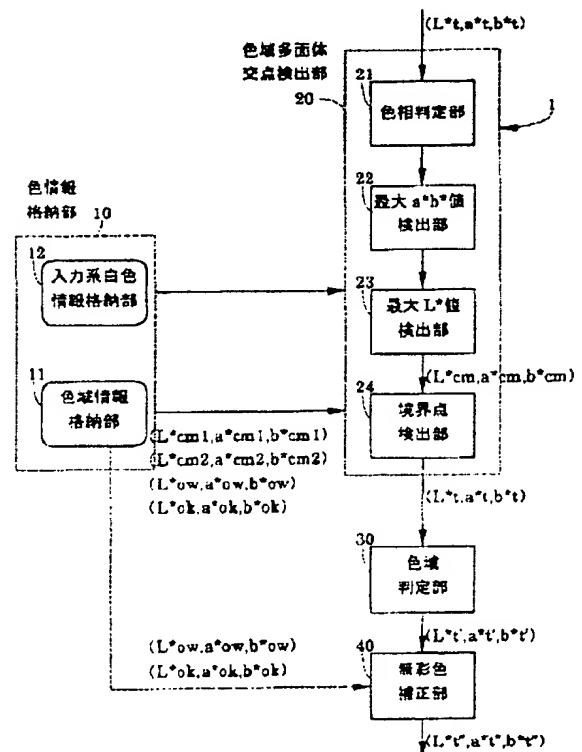 (L*t,a*t,b*t)
色域多面体
交点検出部
20
21
色相判定部
1
22
最大a*b*値
検出部
色情報
格納部
10
12
入力系白色
情報格納部
23
最大L*値
検出部
(L*cm,a*cm,b*cm)
11
色域情報
格納部
24
境界点
検出部
(L*cm1,a*cm1,b*cm1)
(L*cm2,a*cm2,b*cm2)
(L*ow,a*ow,b*ow)
(L*ok,a*ok,b*ok)
(L*t,a*t,b*t)
30
色域
判定部
(L*t',a*t',b*t')
(L*ow,a*ow,b*ow)
(L*ok,a*ok,b*ok)
40
無彩色
補正部
(L*t",a*t",b*t")